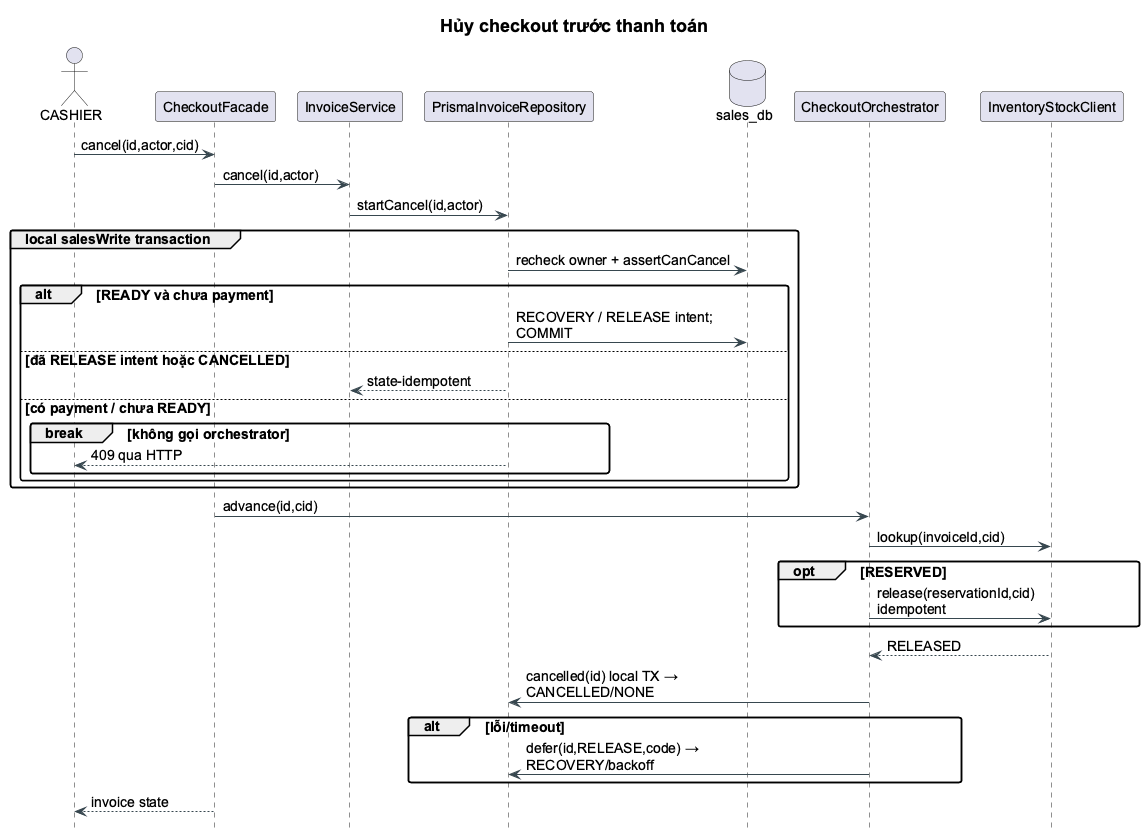 Hủy checkout trước thanh toán
CASHIER
CheckoutFacade
InvoiceService
PrismaInvoiceRepository
sales_db
CheckoutOrchestrator
InventoryStockClient
cancel(id,actor,cid)
cancel(id,actor)
startCancel(id,actor)
local salesWrite transaction
recheck owner + assertCanCancel
alt [READY và chưa payment]
RECOVERY / RELEASE intent;
COMMIT
[đã RELEASE intent hoặc CANCELLED]
state-idempotent
[có payment / chưa READY]
break [không gọi orchestrator]
409 qua HTTP
advance(id,cid)
lookup(invoiceId,cid)
opt [RESERVED]
release(reservationId,cid)
idempotent
RELEASED
cancelled(id) local TX →
CANCELLED/NONE
alt [lỗi/timeout]
defer(id,RELEASE,code) →
RECOVERY/backoff
invoice state